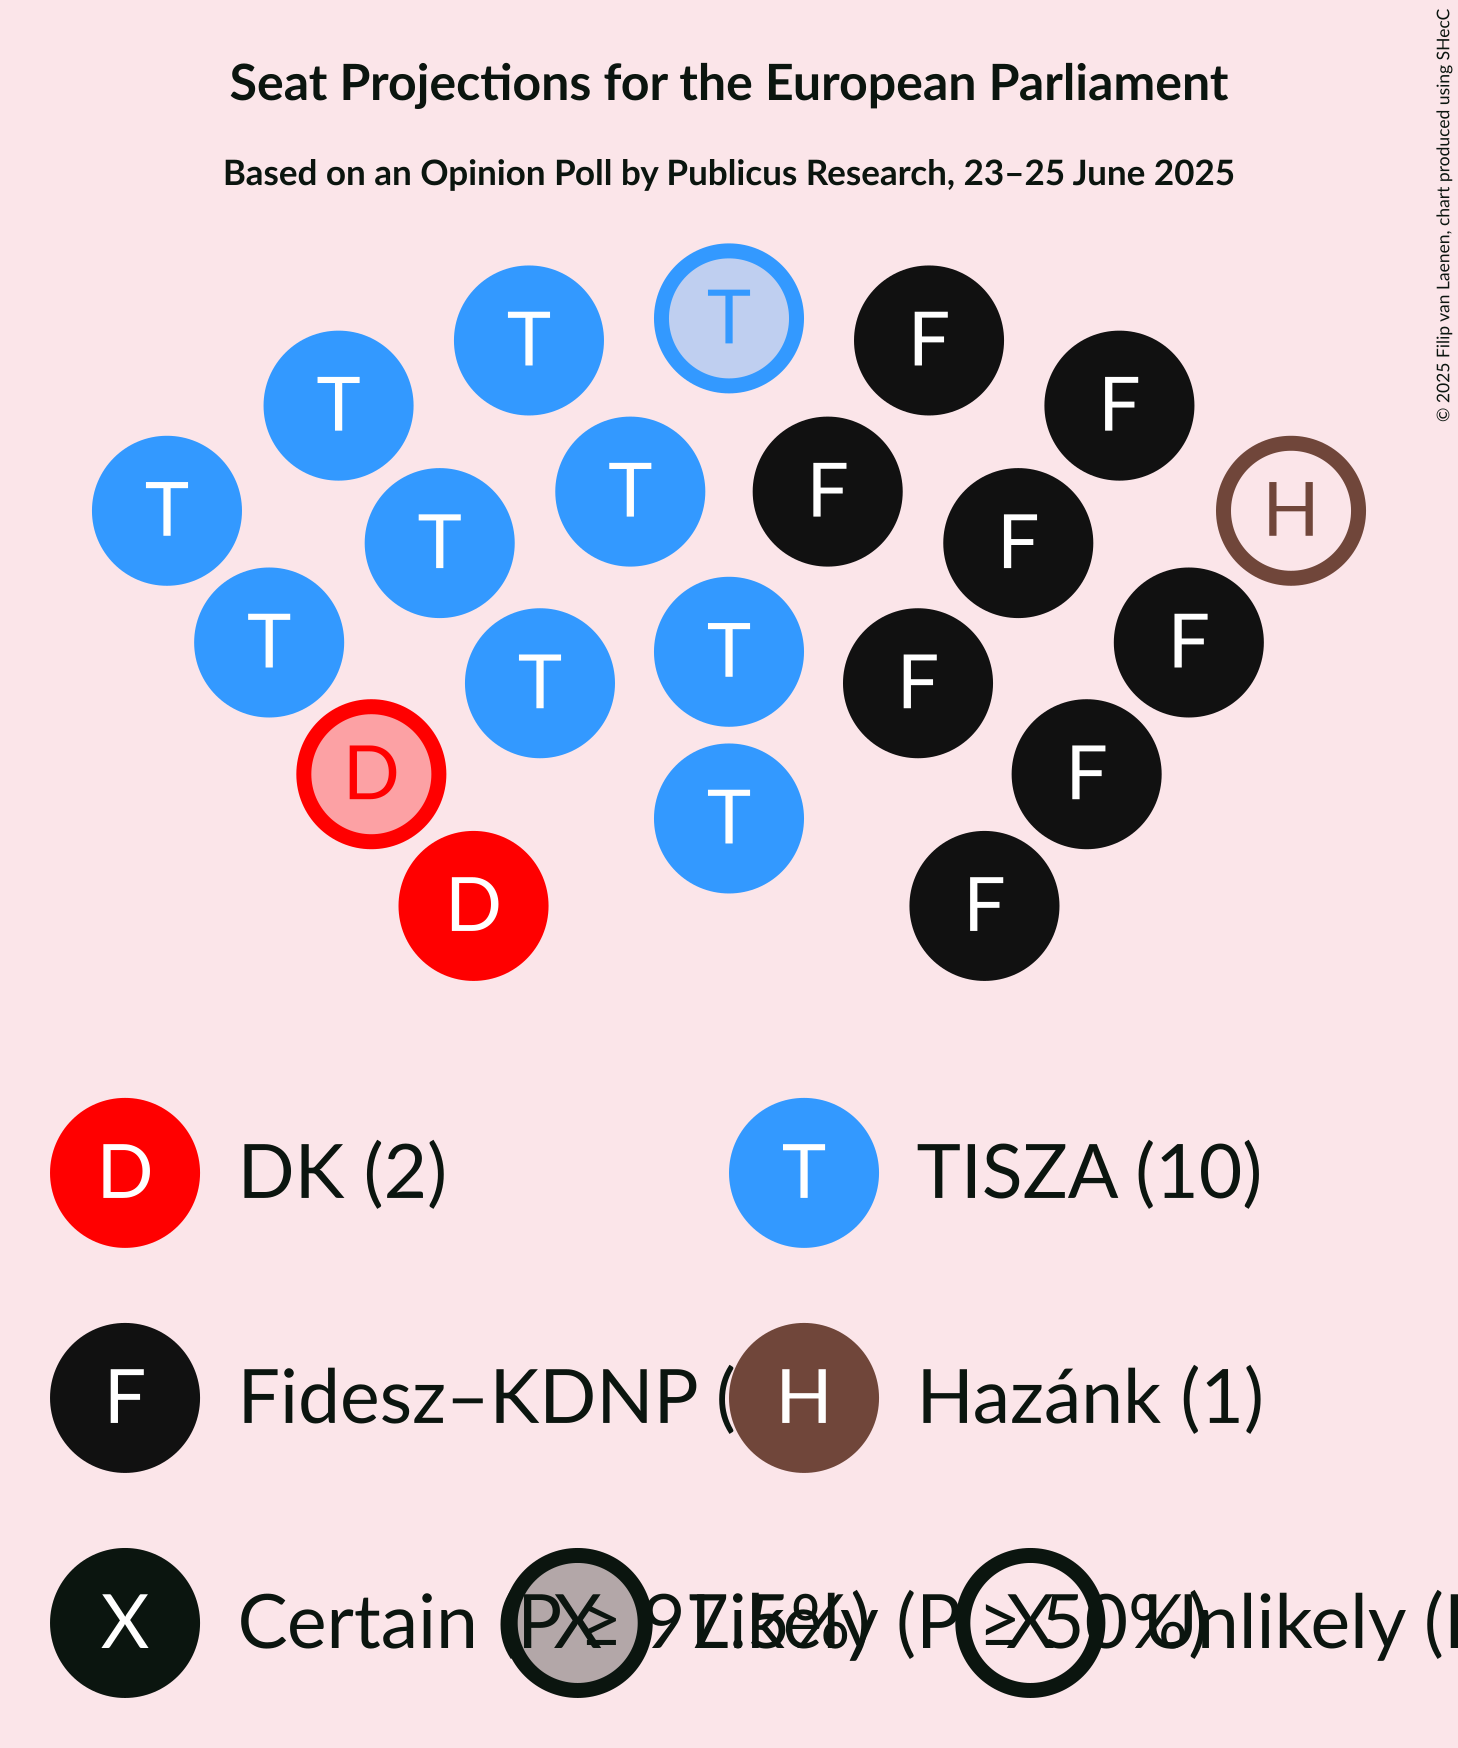 Seat Projections for the European Parliament
Based on an Opinion Poll by Publicus Research, 23–25 June 2025
© 2025 Filip van Laenen, chart produced using SHecC
T
T F
T F
T F
T H
T F
T F
T F
D F
T
D F
D DK (2) T TISZA (10)
F Fidesz–KDNP ( H Hazánk (1)
X Certain (P ≥ 97.5%) X Likely (P ≥ 50%) X Unlikely (